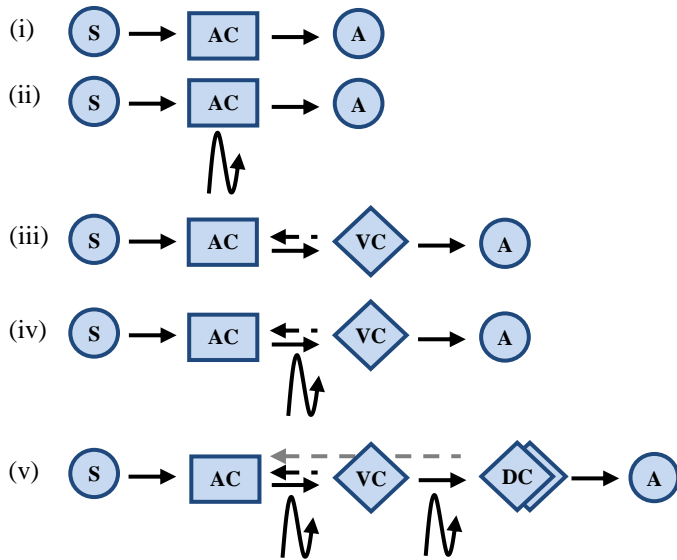 (i) S AC A
(ii) S AC A
(iii) S AC VC A
(iv) S AC VC A
(v) S AC VC DC A